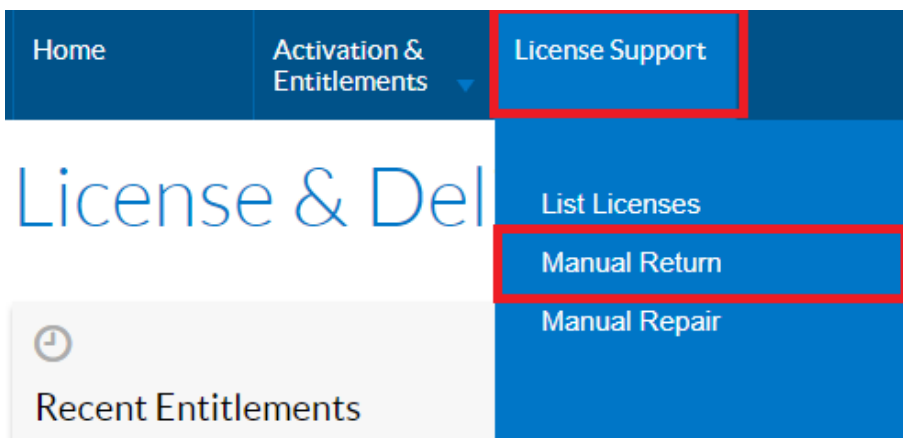 Home
Activation &
Entitlements
License Support
License & Del
List Licenses
Manual Return
Manual Repair
Recent Entitlements